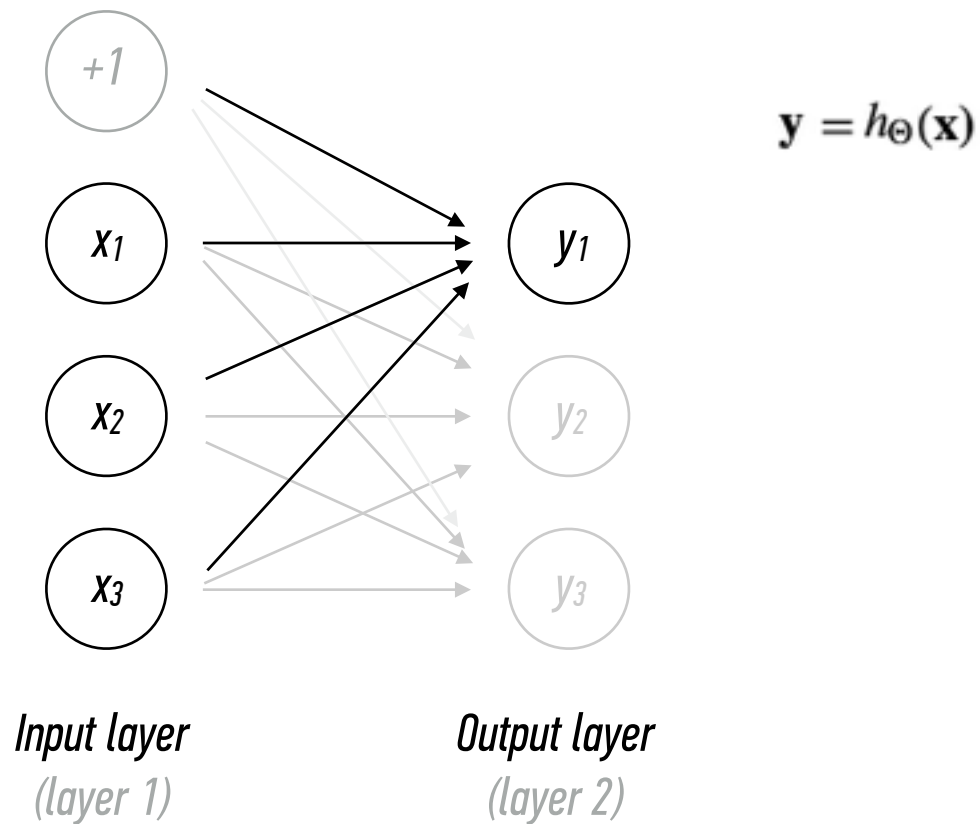 +1
y = hΘ(x)
x1
y1
x2
y2
x3
y3
Input layer
(layer 1)
Output layer
(layer 2)